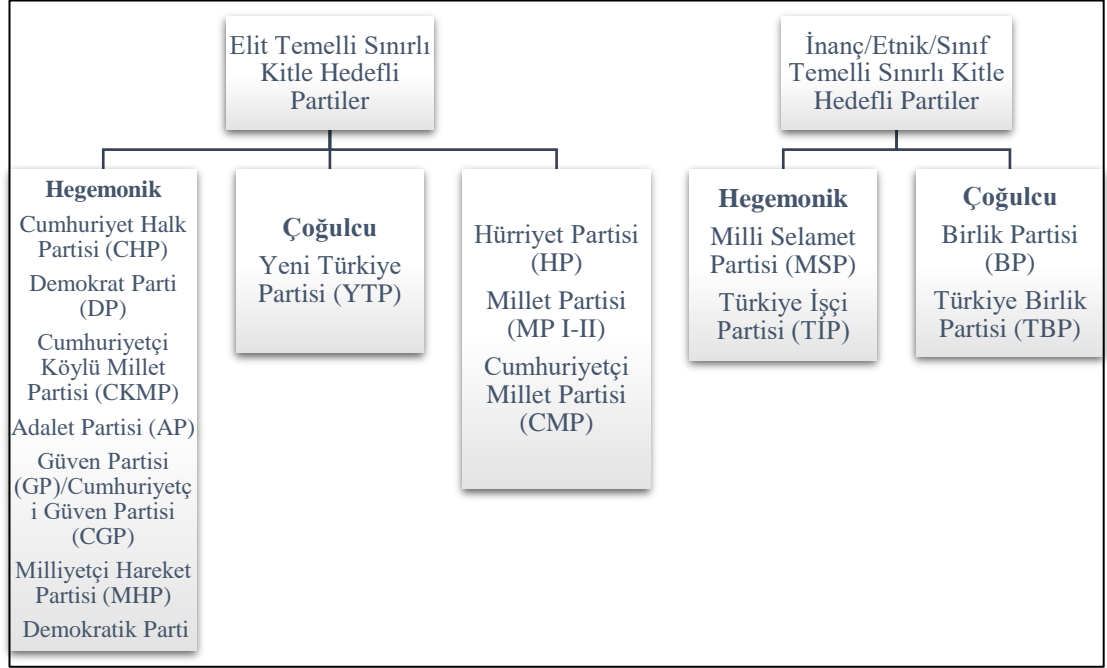 Elit Temelli Sınırlı
Kitle Hedefli
Partiler
Hegemonik
Cumhuriyet Halk
Partisi (CHP)
Demokrat Parti
(DP)
Cumhuriyetçi
Köylü Millet
Partisi (CKMP)
Adalet Partisi (AP)
Güven Partisi
(GP)/Cumhuriyetç
i Güven Partisi
(CGP)
Milliyetçi Hareket
Partisi (MHP)
Demokratik Parti
Çoğulcu
Yeni Türkiye
Partisi (YTP)
Hürriyet Partisi
(HP)
Millet Partisi
(MP I-II)
Cumhuriyetçi
Millet Partisi
(CMP)
İnanç/Etnik/Sınıf
Temelli Sınırlı Kitle
Hedefli Partiler
Hegemonik
Milli Selamet
Partisi (MSP)
Türkiye İşçi
Partisi (TİP)
Çoğulcu
Birlik Partisi
(BP)
Türkiye Birlik
Partisi (TBP)